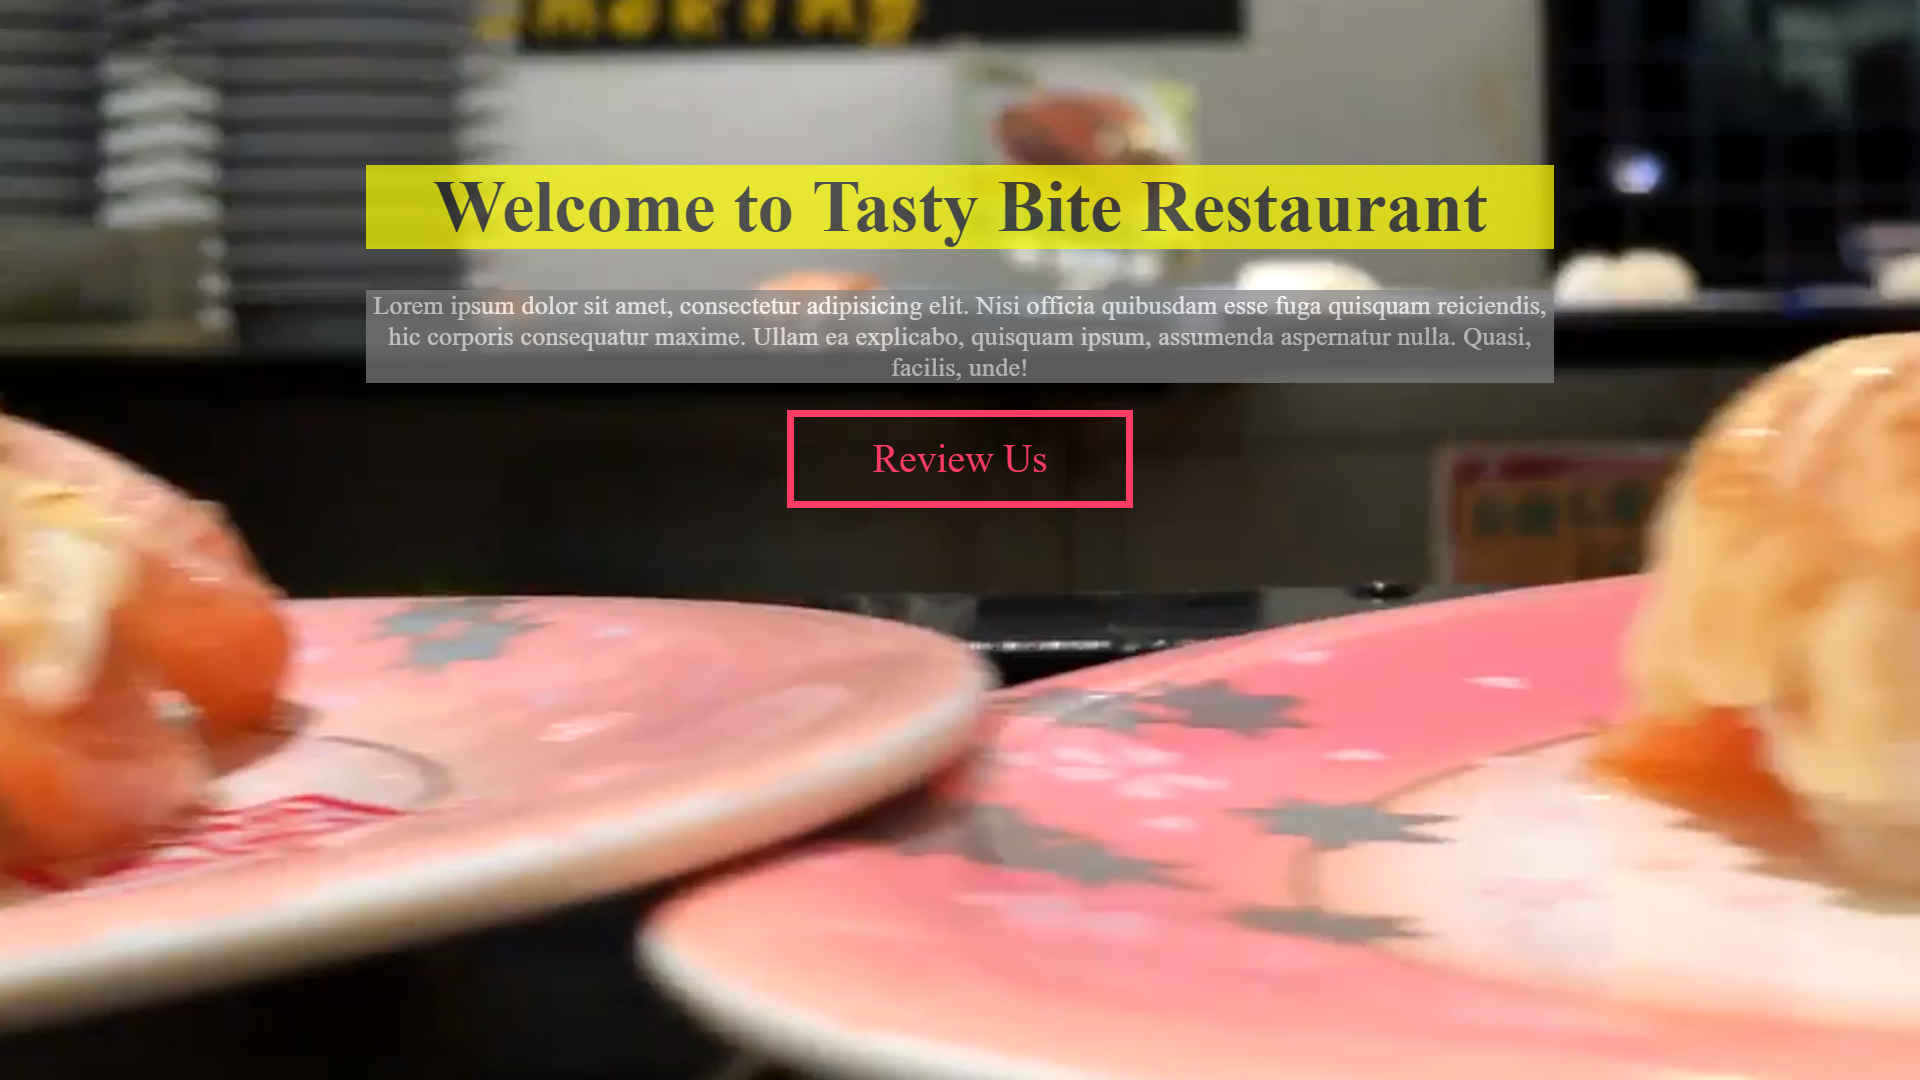 Welcome to Tasty Bite Restaurant
Lorem ipsum dolor sit amet, consectetur adipisicing elit. Nisi officia quibusdam esse fuga quisquam reiciendis,
hic corporis consequatur maxime. Ullam ea explicabo, quisquam ipsum, assumenda aspernatur nulla. Quasi,
facilis, unde!
Review Us